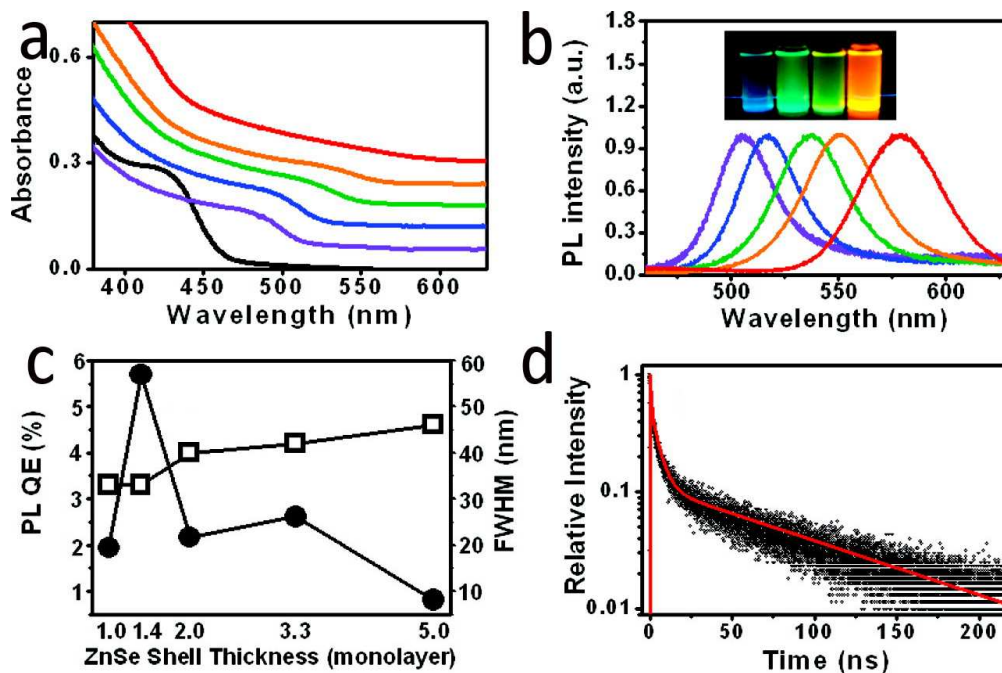 a
Absorbance
0.6
0.3
0.0
400 450 500 550 600
Wavelength (nm)
b
PL intensity (a.u.)
1.8
1.5
1.2
0.9
0.6
0.3
0.0
500 550 600
Wavelength (nm)
c
PL QE (%)
6
5
4
3
2
1
60
50
40
30
20
10
FWHM (nm)
1.0 1.4 2.0 3.3 5.0
ZnSe Shell Thickness (monolayer)
d
Relative Intensity
1
0.1
0.01
0 50 100 150 200
Time (ns)